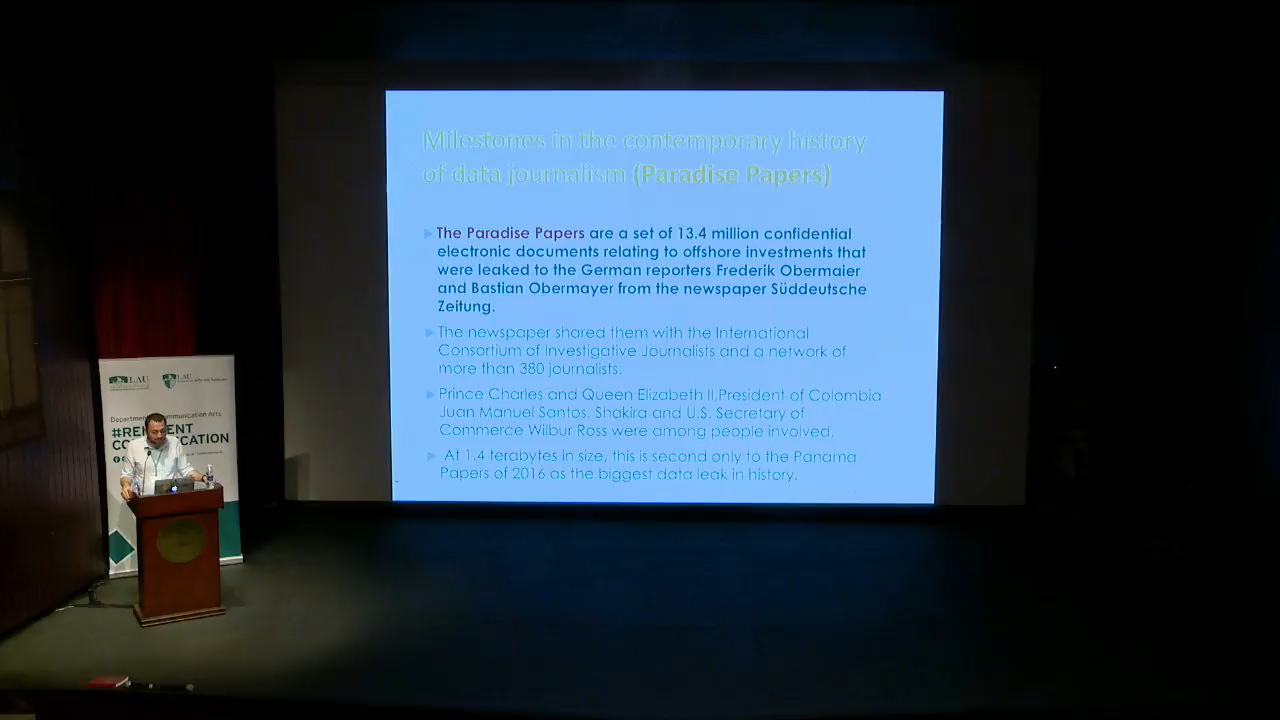 Milestones in the contemporary history
of data journalism (Paradise Papers)
The Paradise Papers are a set of 13.4 million confidential
electronic documents relating to offshore investments that
were leaked to the German reporters Frederik Obermaier
and Bastian Obermayer from the newspaper Süddeutsche
Zeitung.
The newspaper shared them with the International
Consortium of Investigative Journalists and a network of
more than 380 journalists.
Prince Charles and Queen Elizabeth II,President of Colombia
Juan Manuel Santos, Shakira and U.S. Secretary of
Commerce Wilbur Ross were among people involved.
At 1.4 terabytes in size, this is second only to the Panama
Papers of 2016 as the biggest data leak in history.
LAU LAU
Communication Arts